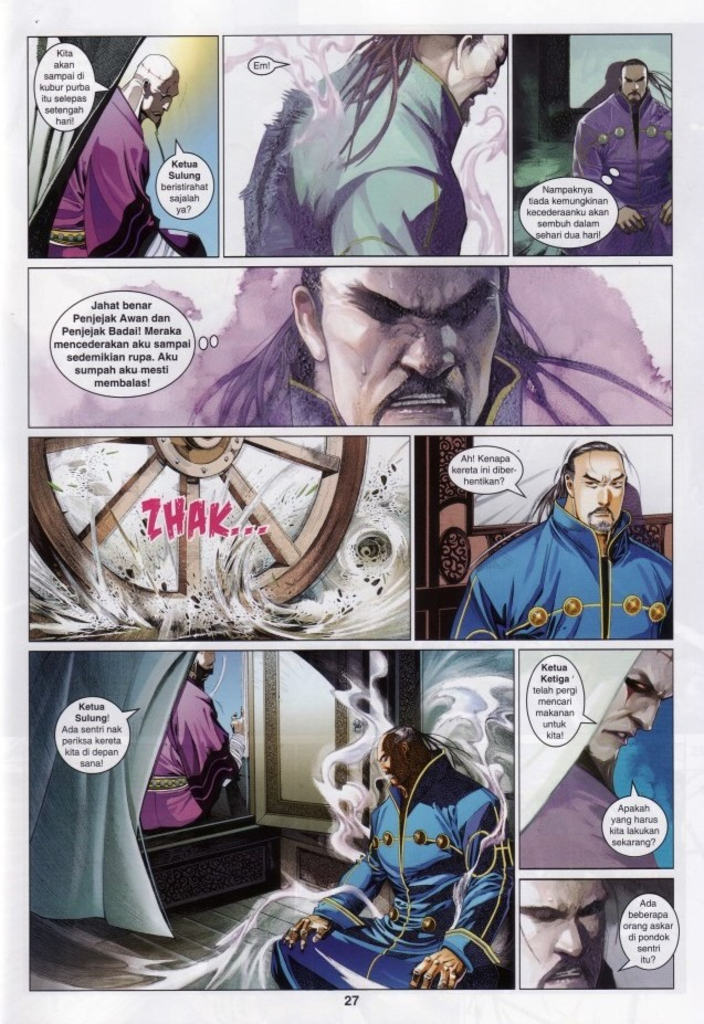 Kita
akan
sampai di
kubur purba
itu selepas
setengah
hari!
Ketua
Sulung
beristirahat
sajalah
ya?
Em!
Nampaknya
tiada kemungkinan
kecederaanku akan
sembuh dalam
sehari dua hari!
Jahat benar
Penjejak Awan dan
Penjejak Badai! Mereka
mencederakan aku sampai
sedemikian rupa. Aku
sumpah aku mesti
membalas!
ZHAK...
Ah! Kenapa
kereta ini diber-
hentikan?
Ketua
Sulung!
Ada sentri nak
periksa kereta
kita di depan
sana!
Ketua
Ketiga
telah pergi
mencari
makanan
untuk
kita!
Apakah
yang harus
kita lakukan
sekarang?
Ada
beberapa
orang askar
di pondok
sentri
itu?
27